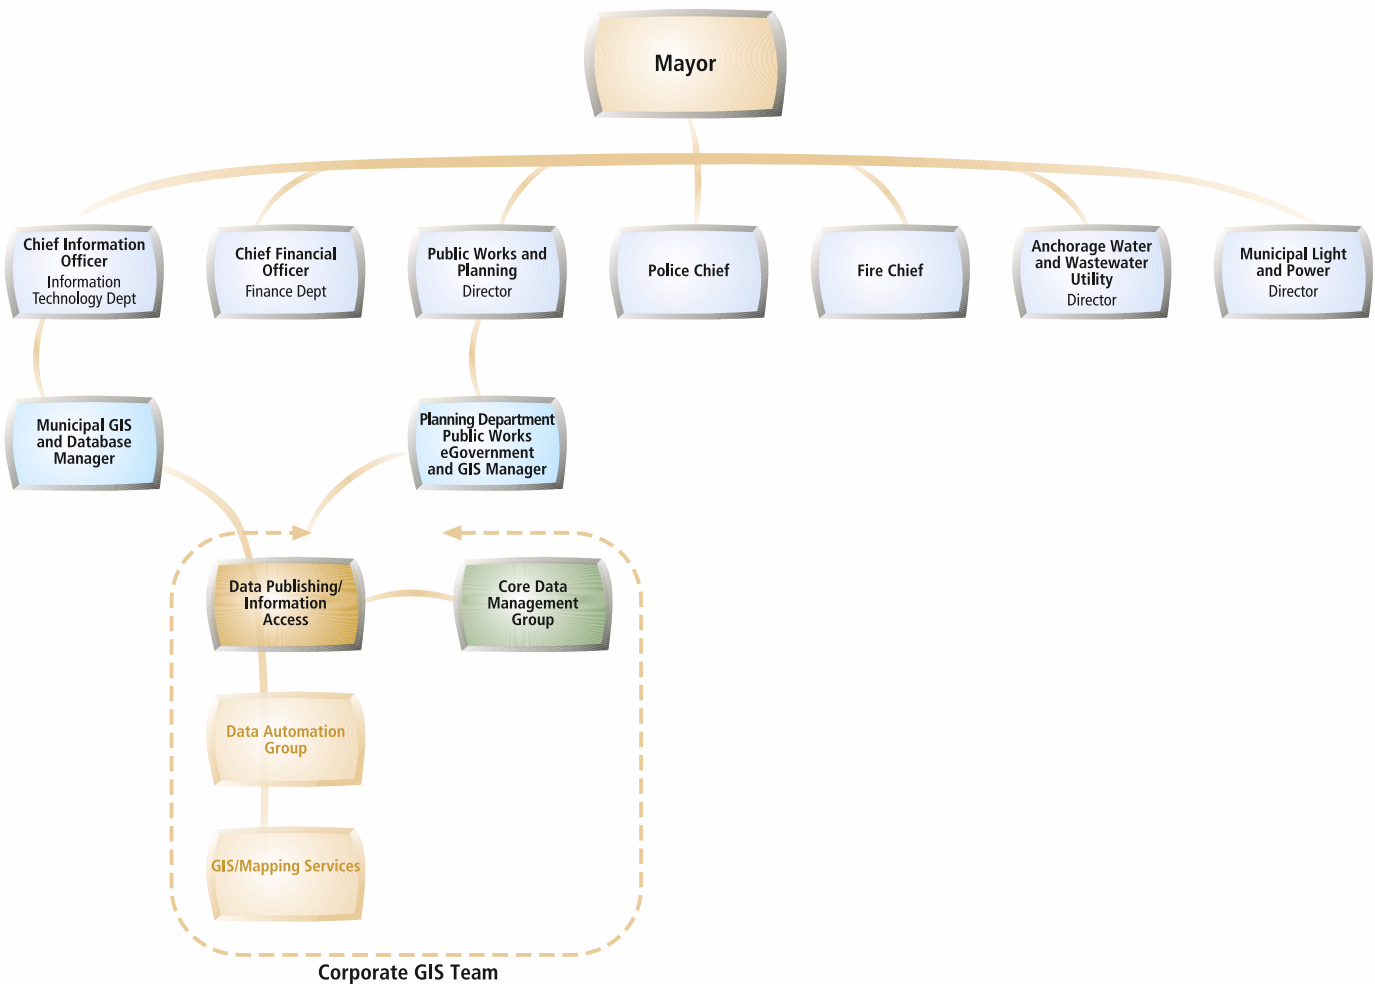 Mayor
Chief Information
Officer
Information
Technology Dept
Chief Financial
Officer
Finance Dept
Public Works and
Planning
Director
Police Chief
Fire Chief
Anchorage Water
and Wastewater
Utility
Director
Municipal Light
and Power
Director
Municipal GIS
and Database
Manager
Planning Department
Public Works
eGovernment
and GIS Manager
Data Publishing/
Information
Access
Core Data
Management
Group
Data Automation
Group
GIS/Mapping Services
Corporate GIS Team